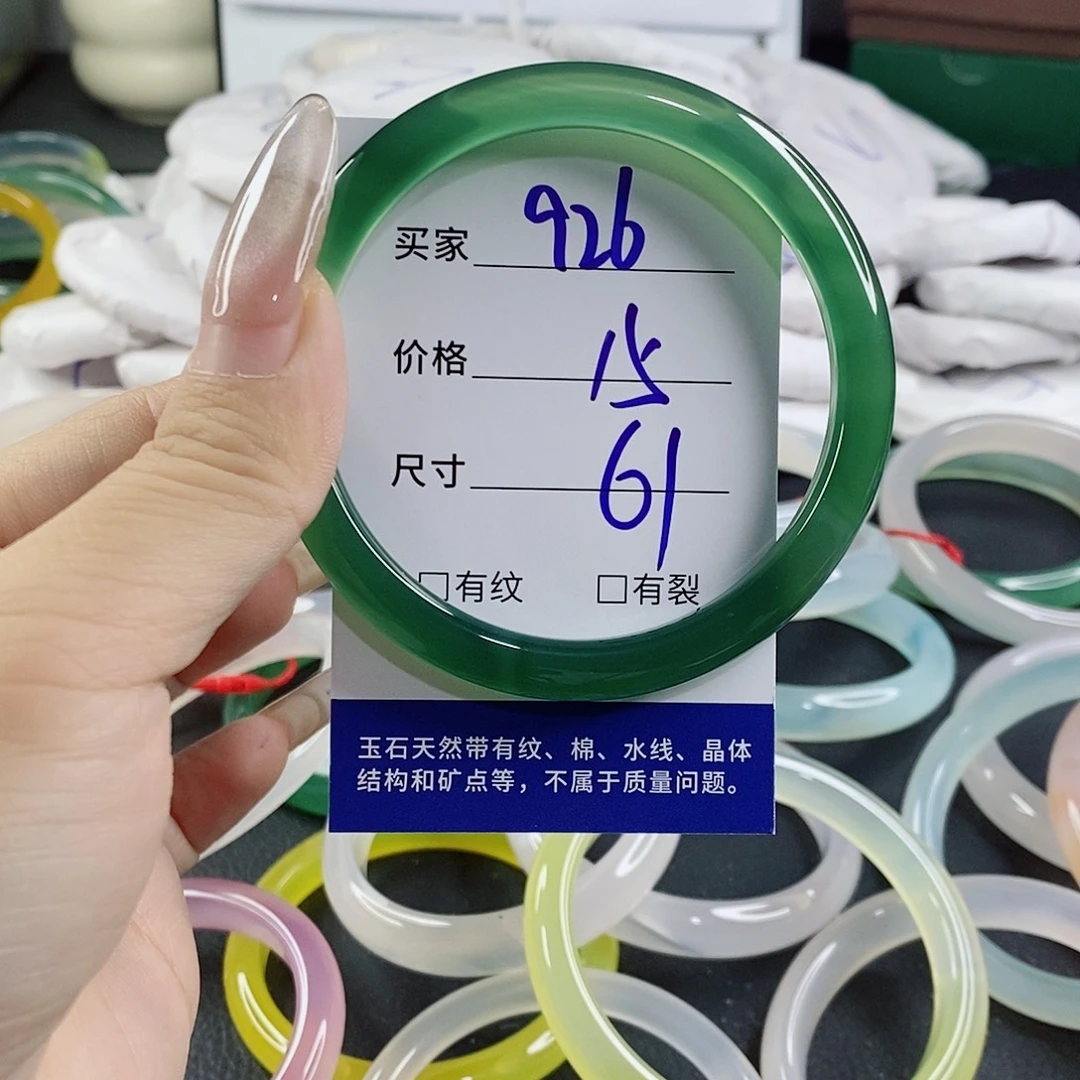 买家 926
价格 15
尺寸 61
☐有纹 ☐有裂
玉石天然带有纹、棉、水线、晶体
结构和矿点等，不属于质量问题。